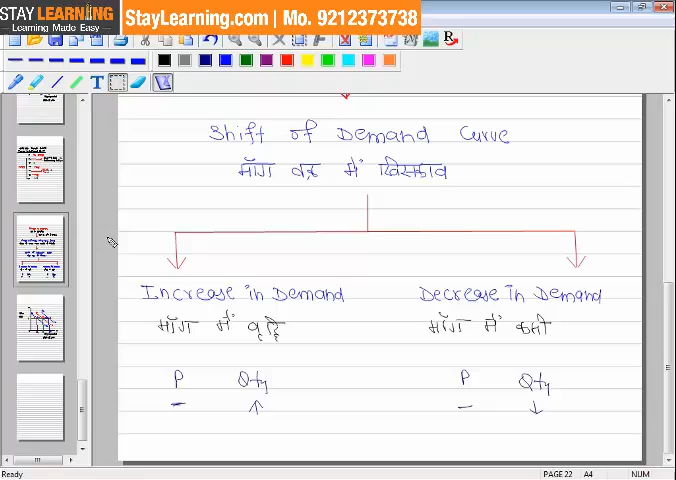 STAY LEARNING
Learning Made Easy
StayLearning.com | Mo. 9212373738
Shift of Demand Curve
माँग वक्र में खिसकाव
Increase in Demand
माँग में वृद्धि
Decrease in Demand
माँग में कमी
P Qty
– ↑
P Qty
– ↓
Ready
PAGE 22 A4 NUM